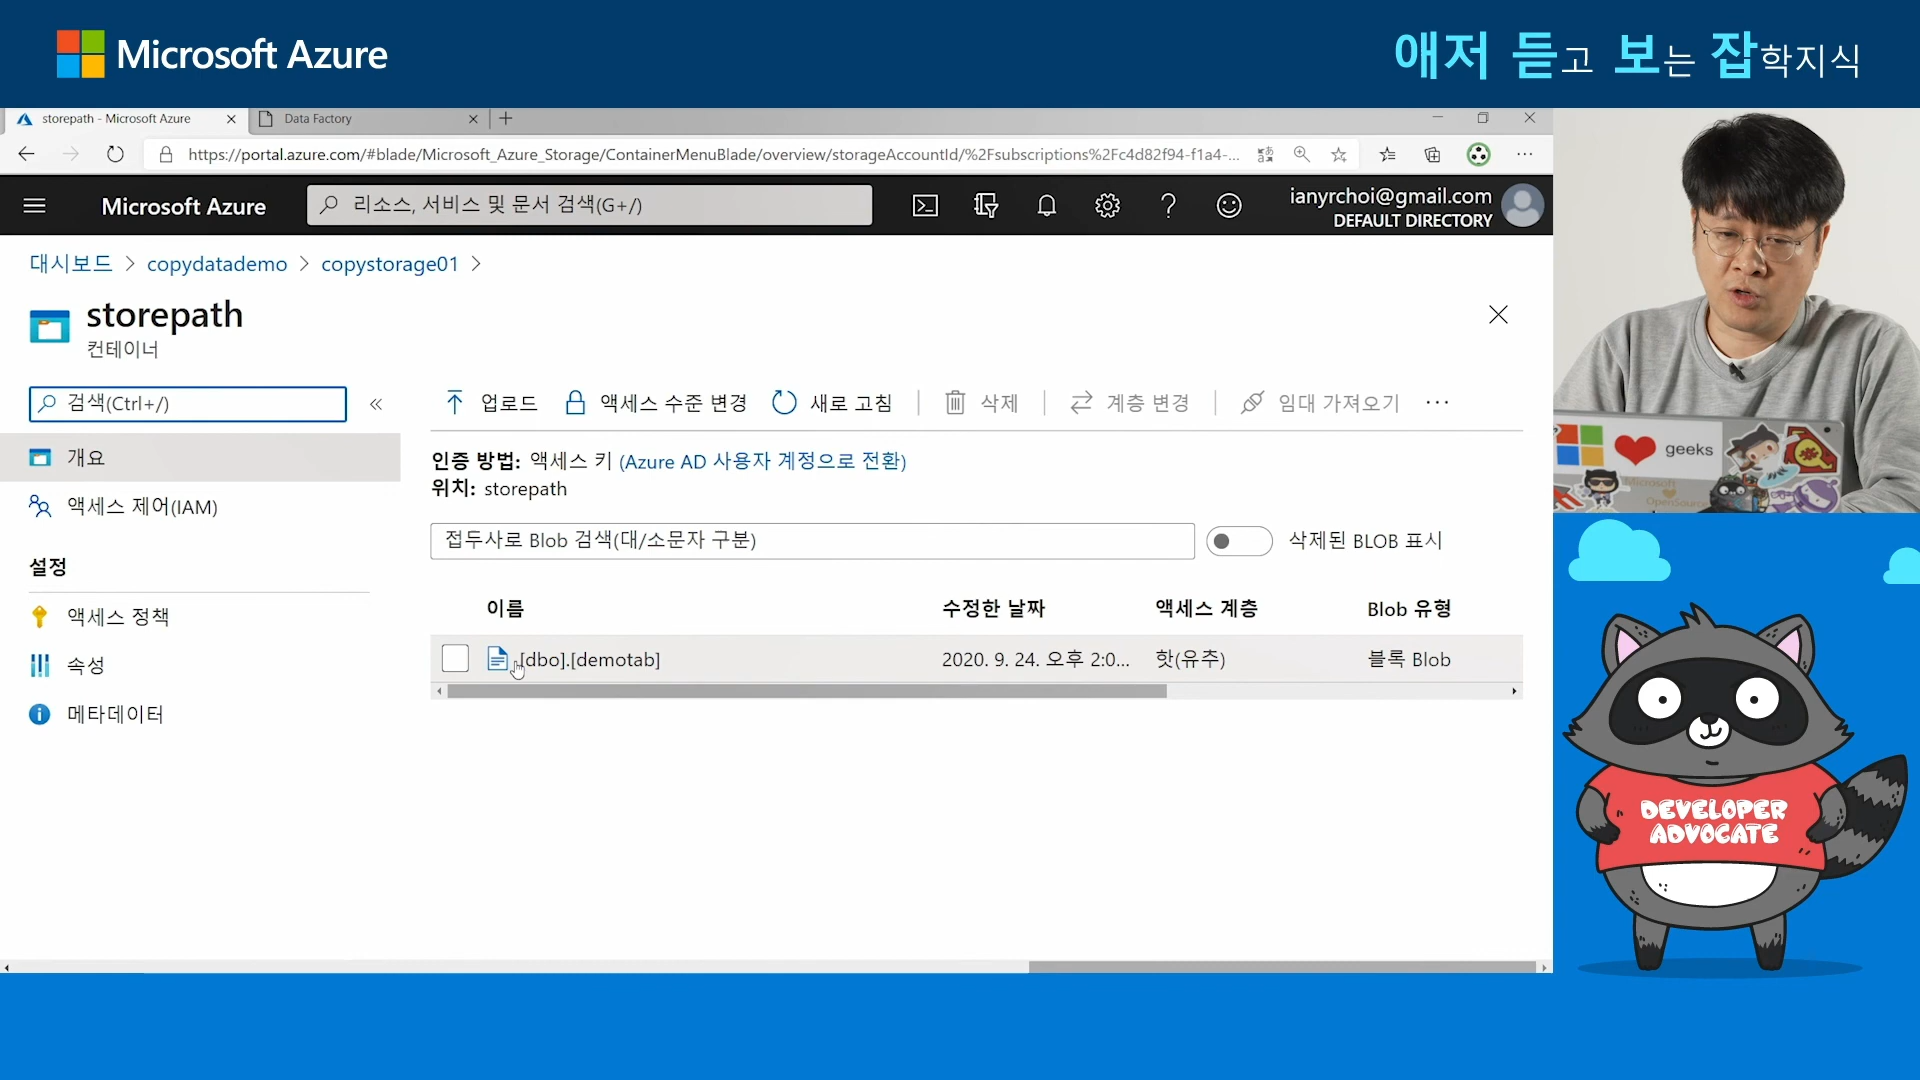 Microsoft Azure
애저 듣고 보는 잡학지식
storepath - Microsoft Azure
Data Factory
https://portal.azure.com/#blade/Microsoft_Azure_Storage/ContainerMenuBlade/overview/storageAccountId/%2Fsubscriptions%2Fc4d82f94-f1a4-...
Microsoft Azure
리소스, 서비스 및 문서 검색(G+/)
ianyrchoi@gmail.com
DEFAULT DIRECTORY
대시보드 > copydatademo > copystorage01 >
storepath
컨테이너
검색(Ctrl+/)
개요
액세스 제어(IAM)
설정
액세스 정책
속성
메타데이터
업로드
액세스 수준 변경
새로 고침
삭제
계층 변경
임대 가져오기
인증 방법: 액세스 키 (Azure AD 사용자 계정으로 전환)
위치: storepath
접두사로 Blob 검색(대/소문자 구분)
삭제된 BLOB 표시
이름 수정한 날짜 액세스 계층 Blob 유형
[dbo].[demotab] 2020. 9. 24. 오후 2:0... 핫(유추) 블록 Blob
geeks
Microsoft
OpenSource
DEVELOPER
ADVOCATE